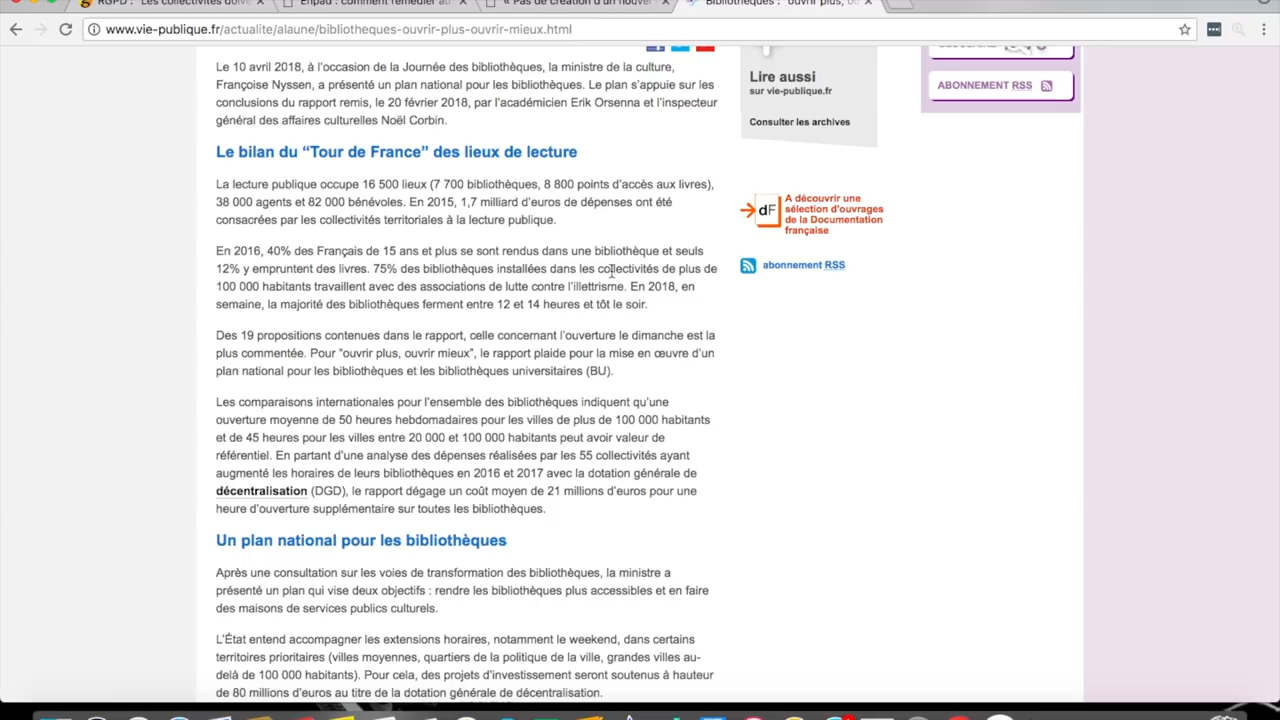 RGPD : "Les collectivités doive
Ehpad : comment remédier au
« Pas de création d'un nouvel
Bibliothèques : "ouvrir plus, ou
www.vie-publique.fr/actualite/alaune/bibliotheques-ouvrir-plus-ouvrir-mieux.html
Le 10 avril 2018, à l'occasion de la Journée des bibliothèques, la ministre de la culture,
Françoise Nyssen, a présenté un plan national pour les bibliothèques. Le plan s'appuie sur les
conclusions du rapport remis, le 20 février 2018, par l'académicien Erik Orsenna et l'inspecteur
général des affaires culturelles Noël Corbin.
Le bilan du "Tour de France" des lieux de lecture
La lecture publique occupe 16 500 lieux (7 700 bibliothèques, 8 800 points d'accès aux livres),
38 000 agents et 82 000 bénévoles. En 2015, 1,7 milliard d'euros de dépenses ont été
consacrées par les collectivités territoriales à la lecture publique.
En 2016, 40% des Français de 15 ans et plus se sont rendus dans une bibliothèque et seuls
12% y empruntent des livres. 75% des bibliothèques installées dans les collectivités de plus de
100 000 habitants travaillent avec des associations de lutte contre l'illettrisme. En 2018, en
semaine, la majorité des bibliothèques ferment entre 12 et 14 heures et tôt le soir.
Des 19 propositions contenues dans le rapport, celle concernant l'ouverture le dimanche est la
plus commentée. Pour "ouvrir plus, ouvrir mieux", le rapport plaide pour la mise en œuvre d'un
plan national pour les bibliothèques et les bibliothèques universitaires (BU).
Les comparaisons internationales pour l'ensemble des bibliothèques indiquent qu'une
ouverture moyenne de 50 heures hebdomadaires pour les villes de plus de 100 000 habitants
et de 45 heures pour les villes entre 20 000 et 100 000 habitants peut avoir valeur de
référentiel. En partant d'une analyse des dépenses réalisées par les 55 collectivités ayant
augmenté les horaires de leurs bibliothèques en 2016 et 2017 avec la dotation générale de
décentralisation (DGD), le rapport dégage un coût moyen de 21 millions d'euros pour une
heure d'ouverture supplémentaire sur toutes les bibliothèques.
Un plan national pour les bibliothèques
Après une consultation sur les voies de transformation des bibliothèques, la ministre a
présenté un plan qui vise deux objectifs : rendre les bibliothèques plus accessibles et en faire
des maisons de services publics culturels.
L'État entend accompagner les extensions horaires, notamment le weekend, dans certains
territoires prioritaires (villes moyennes, quartiers de la politique de la ville, grandes villes au-
delà de 100 000 habitants). Pour cela, des projets d'investissement seront soutenus à hauteur
de 80 millions d'euros au titre de la dotation générale de décentralisation.
Lire aussi
sur vie-publique.fr
Consulter les archives
dF
A découvrir une
sélection d'ouvrages
de la Documentation
française
abonnement RSS
ABONNEMENT RSS